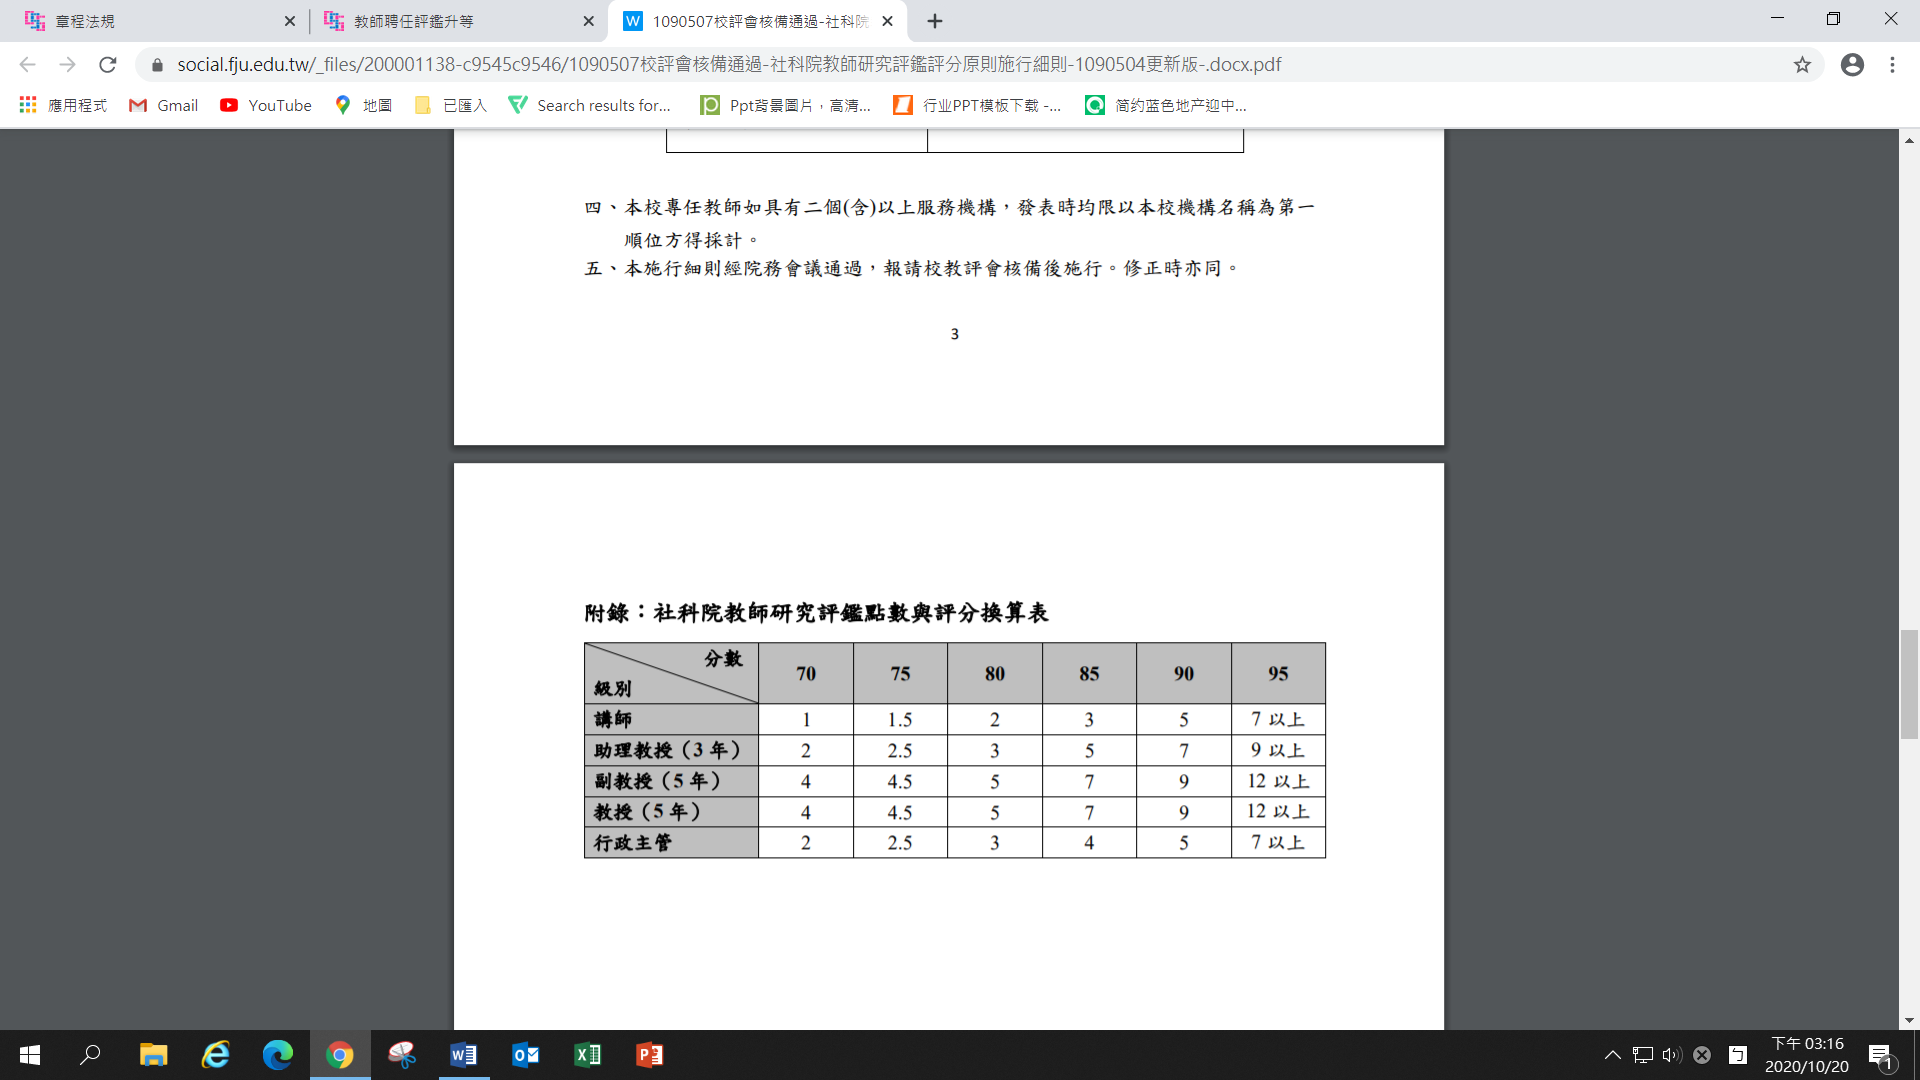 章程法規
教師聘任評鑑升等
1090507校評會核備通過-社科院
social.fju.edu.tw/_files/200001138-c9545c9546/1090507校評會核備通過-社科院教師研究評鑑評分原則施行細則-1090504更新版-.docx.pdf
應用程式 Gmail YouTube 地圖 已匯入 Search results for... Ppt背景圖片，高清... 行业PPT模板下载 -... 简约蓝色地产迎中...
四、本校專任教師如具有二個(含)以上服務機構，發表時均限以本校機構名稱為第一
順位方得採計。
五、本施行細則經院務會議通過，報請校教評會核備後施行。修正時亦同。
3
附錄：社科院教師研究評鑑點數與評分換算表
分數
級別
70 75 80 85 90 95
講師 1 1.5 2 3 5 7 以上
助理教授（3 年） 2 2.5 3 5 7 9 以上
副教授（5 年） 4 4.5 5 7 9 12 以上
教授（5 年） 4 4.5 5 7 9 12 以上
行政主管 2 2.5 3 4 5 7 以上
下午 03:16
2020/10/20
1